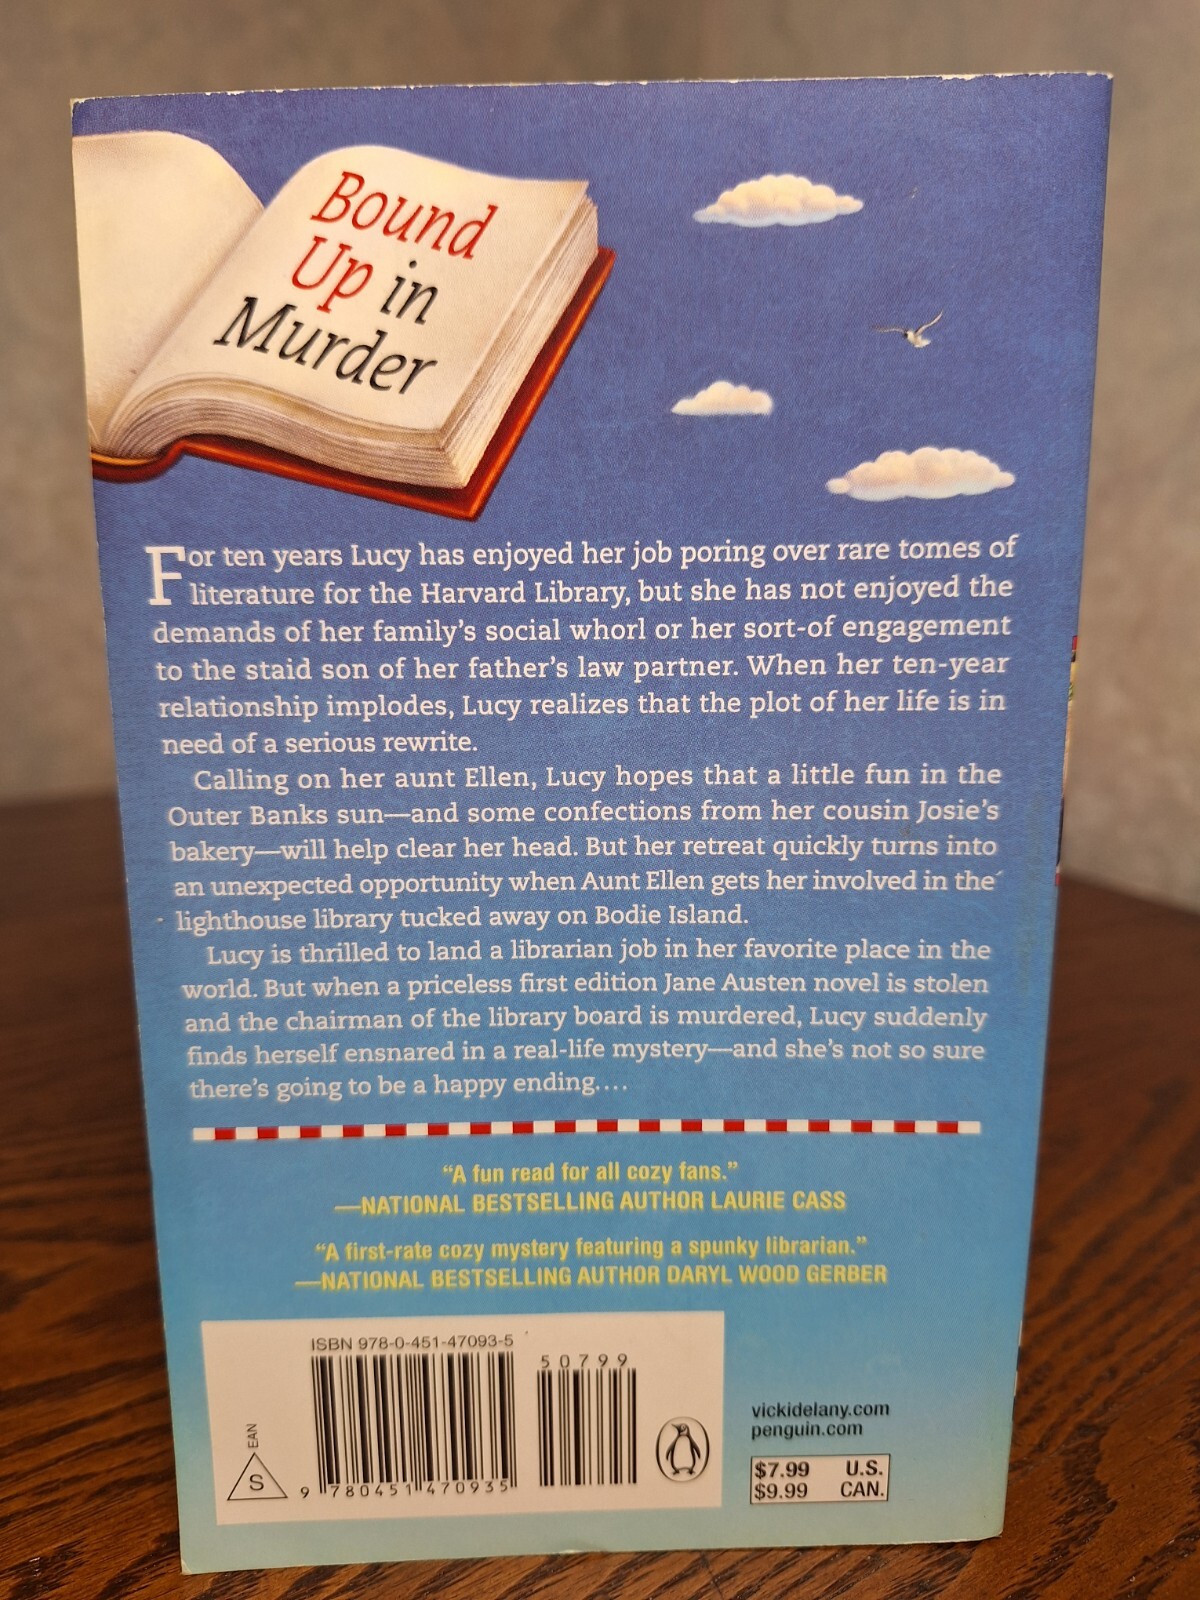 Bound
Up in
Murder
For ten years Lucy has enjoyed her job poring over rare tomes of
literature for the Harvard Library, but she has not enjoyed the
demands of her family's social whorl or her sort-of engagement
to the staid son of her father's law partner. When her ten-year
relationship implodes, Lucy realizes that the plot of her life is in
need of a serious rewrite.
Calling on her aunt Ellen, Lucy hopes that a little fun in the
Outer Banks sun—and some confections from her cousin Josie's
bakery—will help clear her head. But her retreat quickly turns into
an unexpected opportunity when Aunt Ellen gets her involved in the
lighthouse library tucked away on Bodie Island.
Lucy is thrilled to land a librarian job in her favorite place in the
world. But when a priceless first edition Jane Austen novel is stolen
and the chairman of the library board is murdered, Lucy suddenly
finds herself ensnared in a real-life mystery—and she's not so sure
there's going to be a happy ending....
"A fun read for all cozy fans."
—NATIONAL BESTSELLING AUTHOR LAURIE CASS
"A first-rate cozy mystery featuring a spunky librarian."
—NATIONAL BESTSELLING AUTHOR DARYL WOOD GERBER
ISBN 978-0-451-47093-5
50799
EAN
S
9 780451 470935
vickidelany.com
penguin.com
$7.99 U.S.
$9.99 CAN.